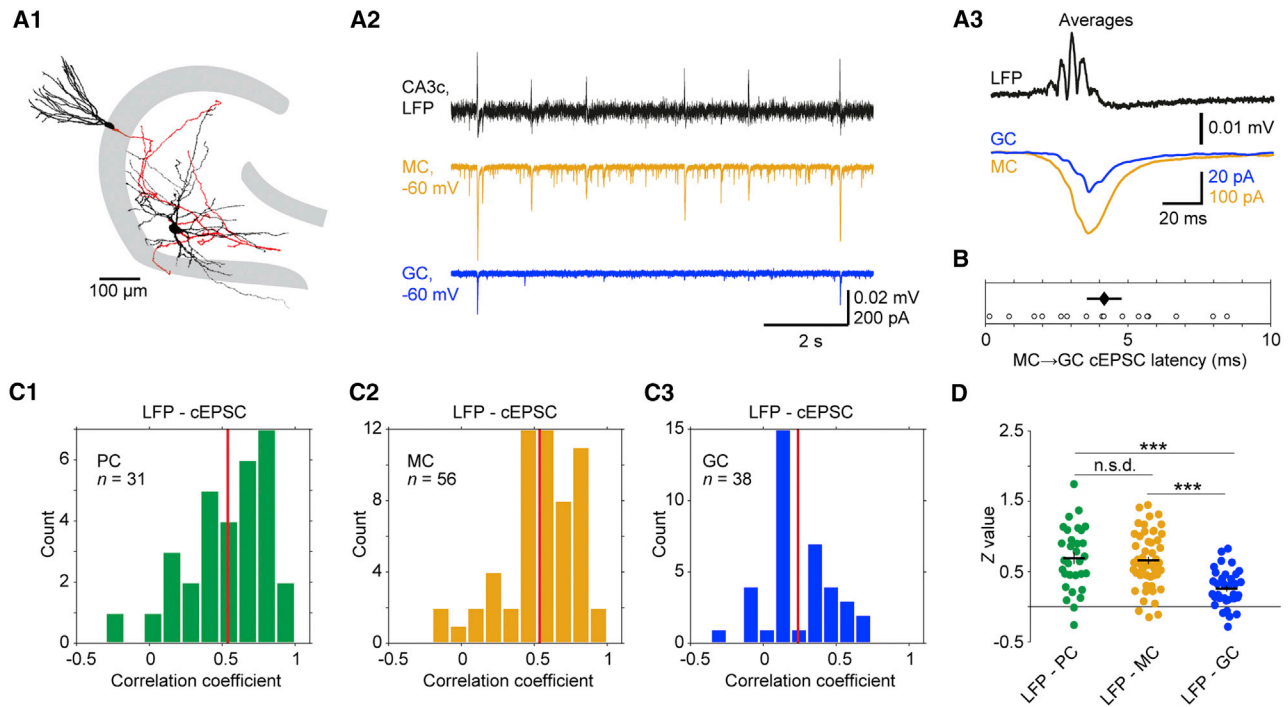 A1
100 µm
A2
CA3c,
LFP
MC,
-60 mV
GC,
-60 mV
0.02 mV
200 pA
2 s
A3
Averages
LFP
0.01 mV
GC
MC
20 pA
100 pA
20 ms
B
0 5 10
MC→GC cEPSC latency (ms)
C1
LFP - cEPSC
PC
n = 31
Count
6
4
2
0
-0.5 0 0.5 1
Correlation coefficient
C2
LFP - cEPSC
MC
n = 56
Count
12
8
4
0
-0.5 0 0.5 1
Correlation coefficient
C3
LFP - cEPSC
GC
n = 38
Count
15
10
5
0
-0.5 0 0.5 1
Correlation coefficient
D
Z value
2.5
1.5
0.5
-0.5
***
n.s.d.
***
LFP - PC
LFP - MC
LFP - GC